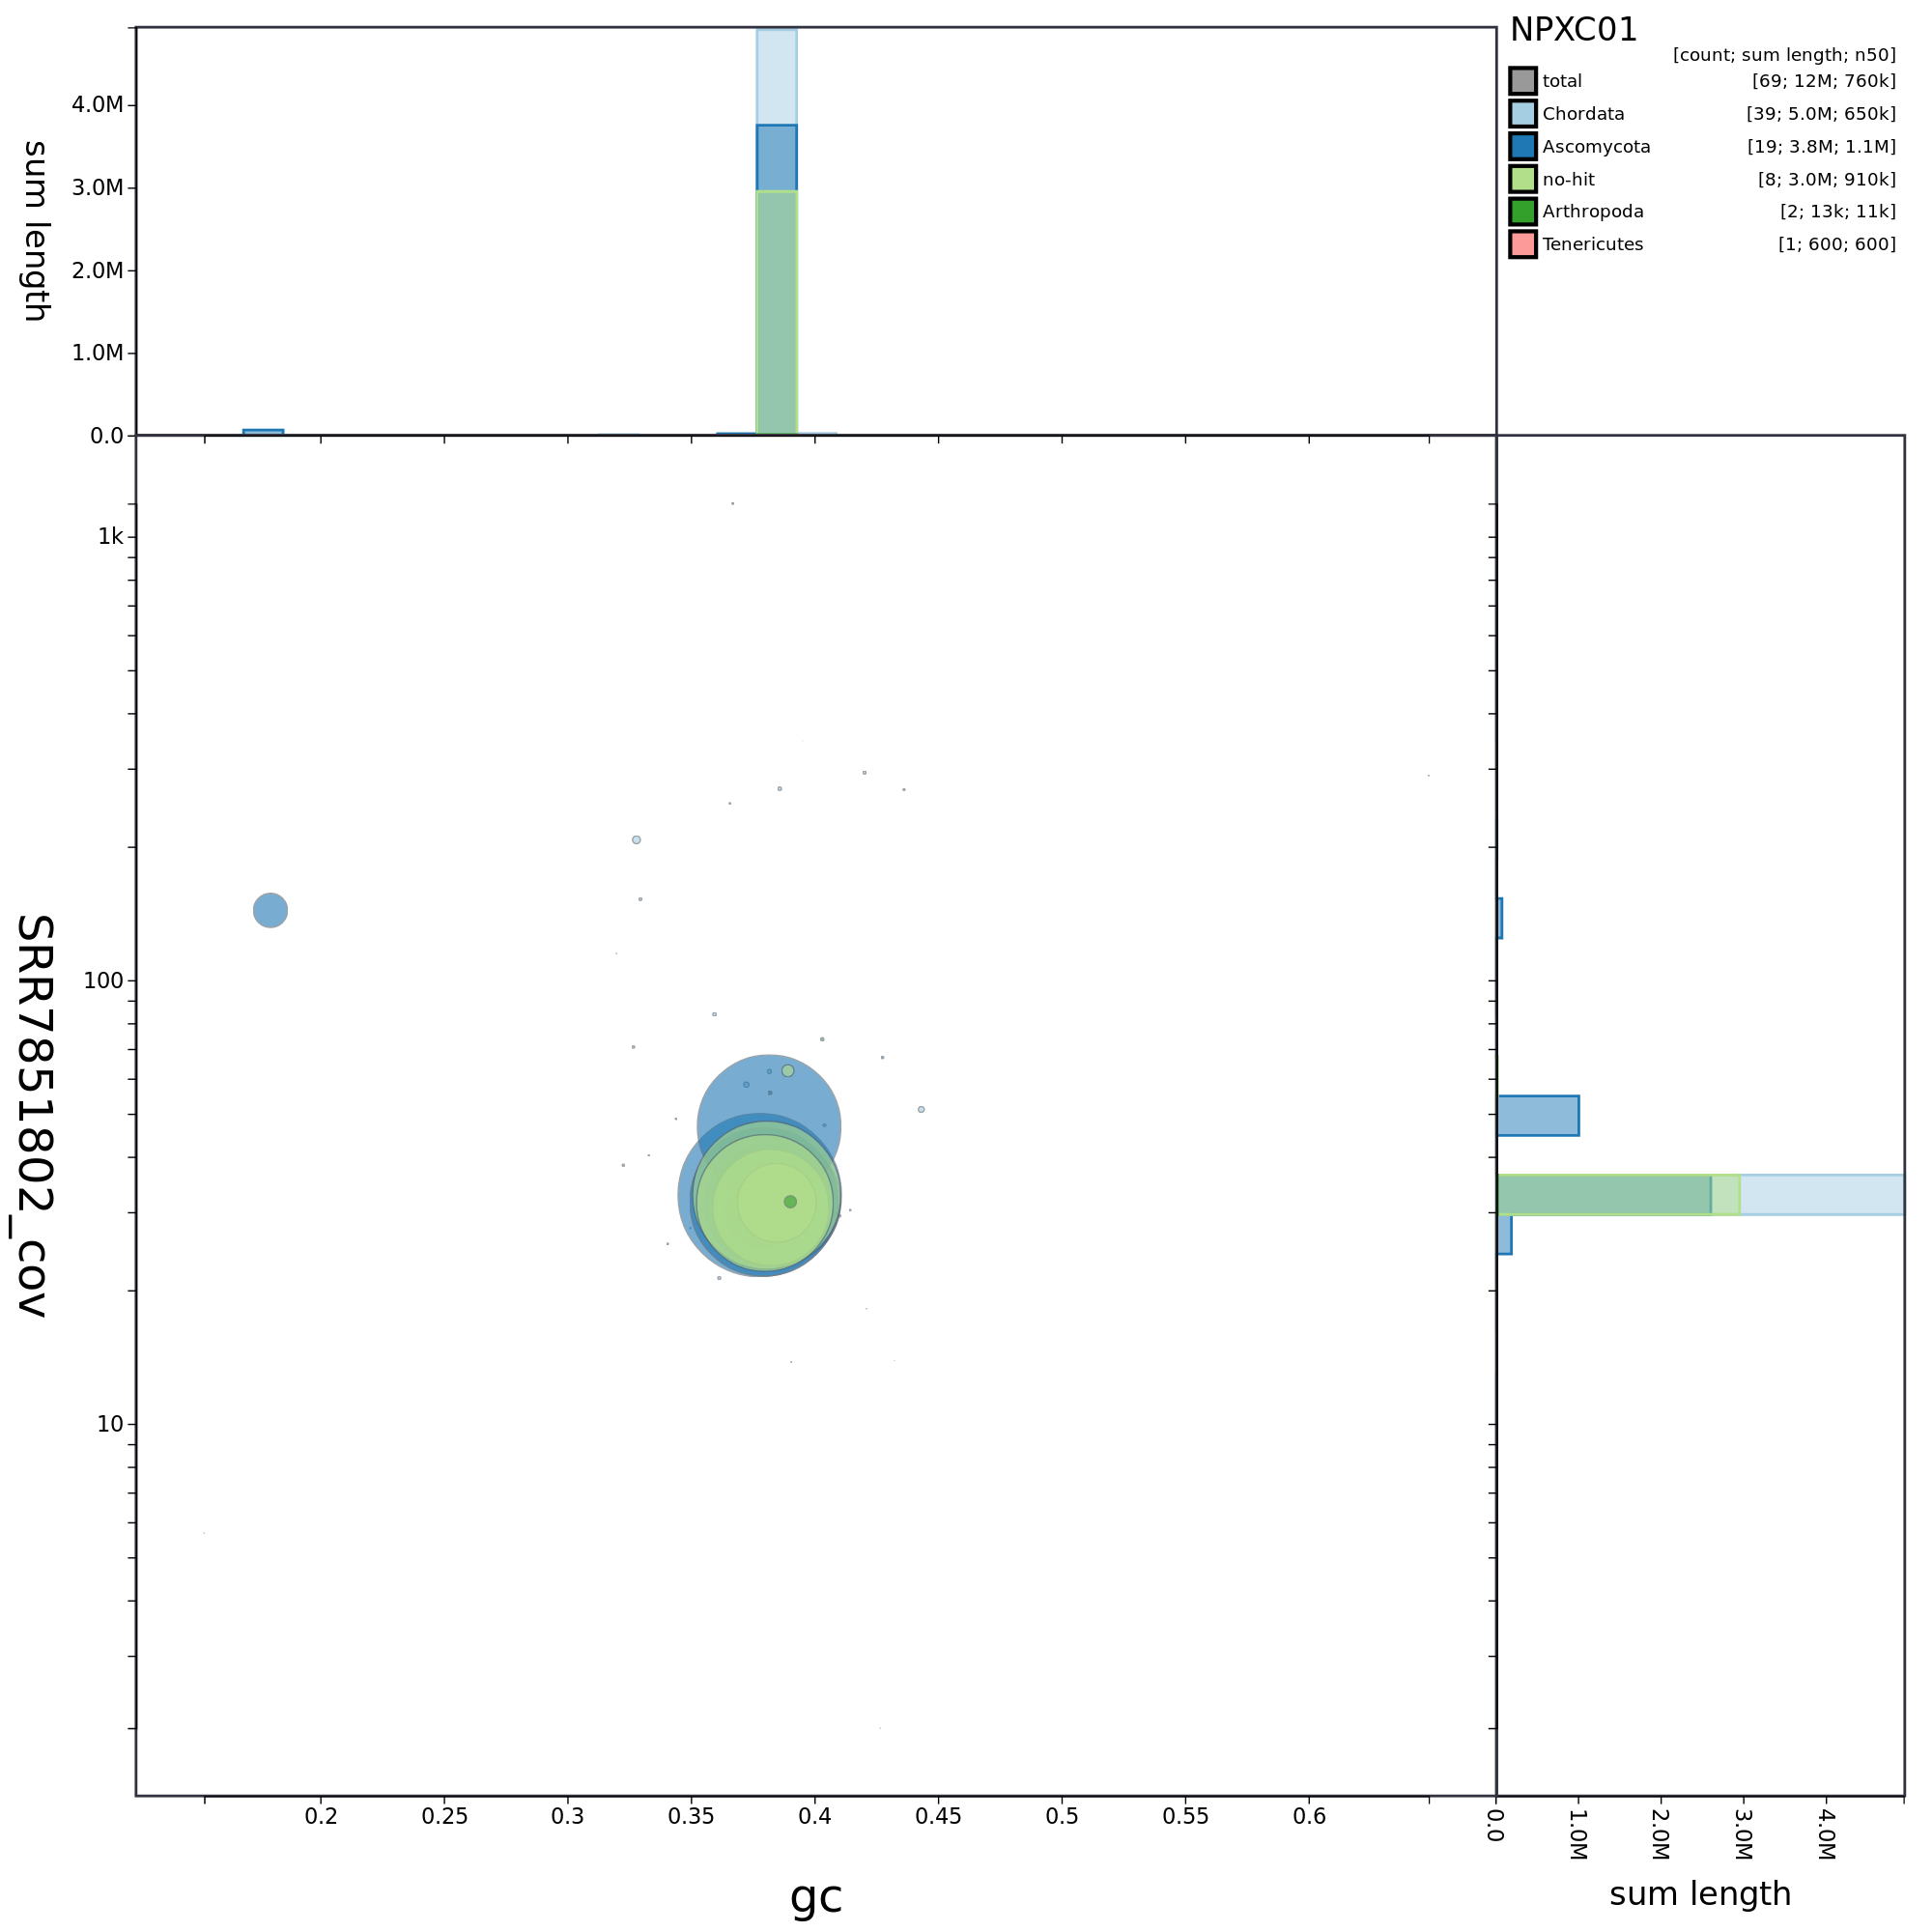 NPXC01
[count; sum length; n50]
total [69; 12M; 760k]
Chordata [39; 5.0M; 650k]
Ascomycota [19; 3.8M; 1.1M]
no-hit [8; 3.0M; 910k]
Arthropoda [2; 13k; 11k]
Tenericutes [1; 600; 600]
sum length
4.0M
3.0M
2.0M
1.0M
0.0
SRR7851802_cov
1k
100
10
0.2 0.25 0.3 0.35 0.4 0.45 0.5 0.55 0.6
gc
0.0 1.0M 2.0M 3.0M 4.0M
sum length